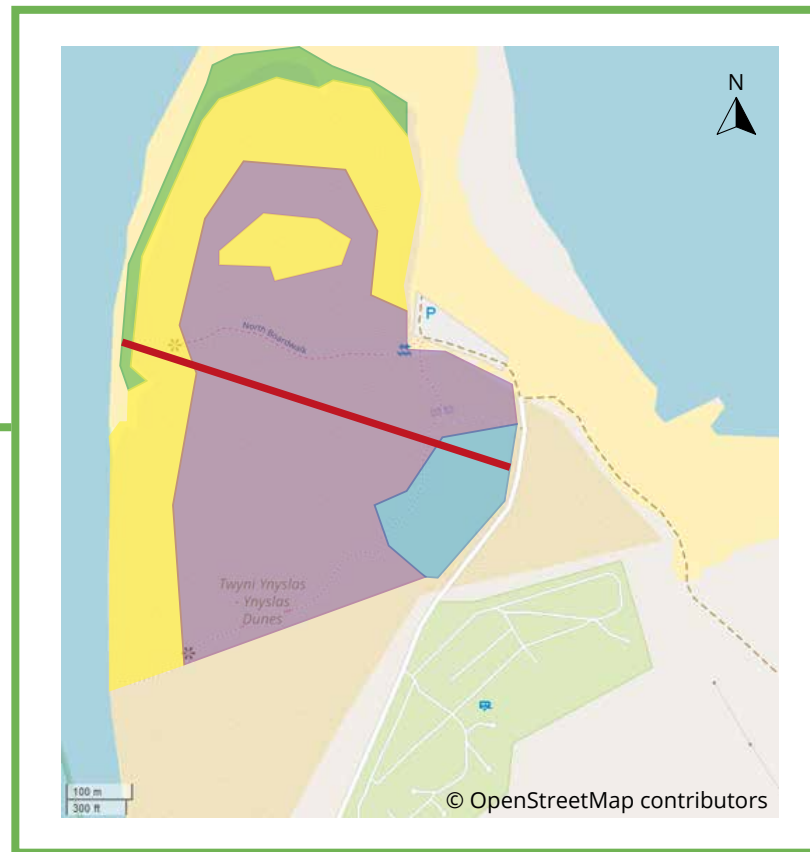 N
P
North Boardwalk
Twyni Ynyslas
- Ynyslas
Dunes
100 m
300 ft
© OpenStreetMap contributors